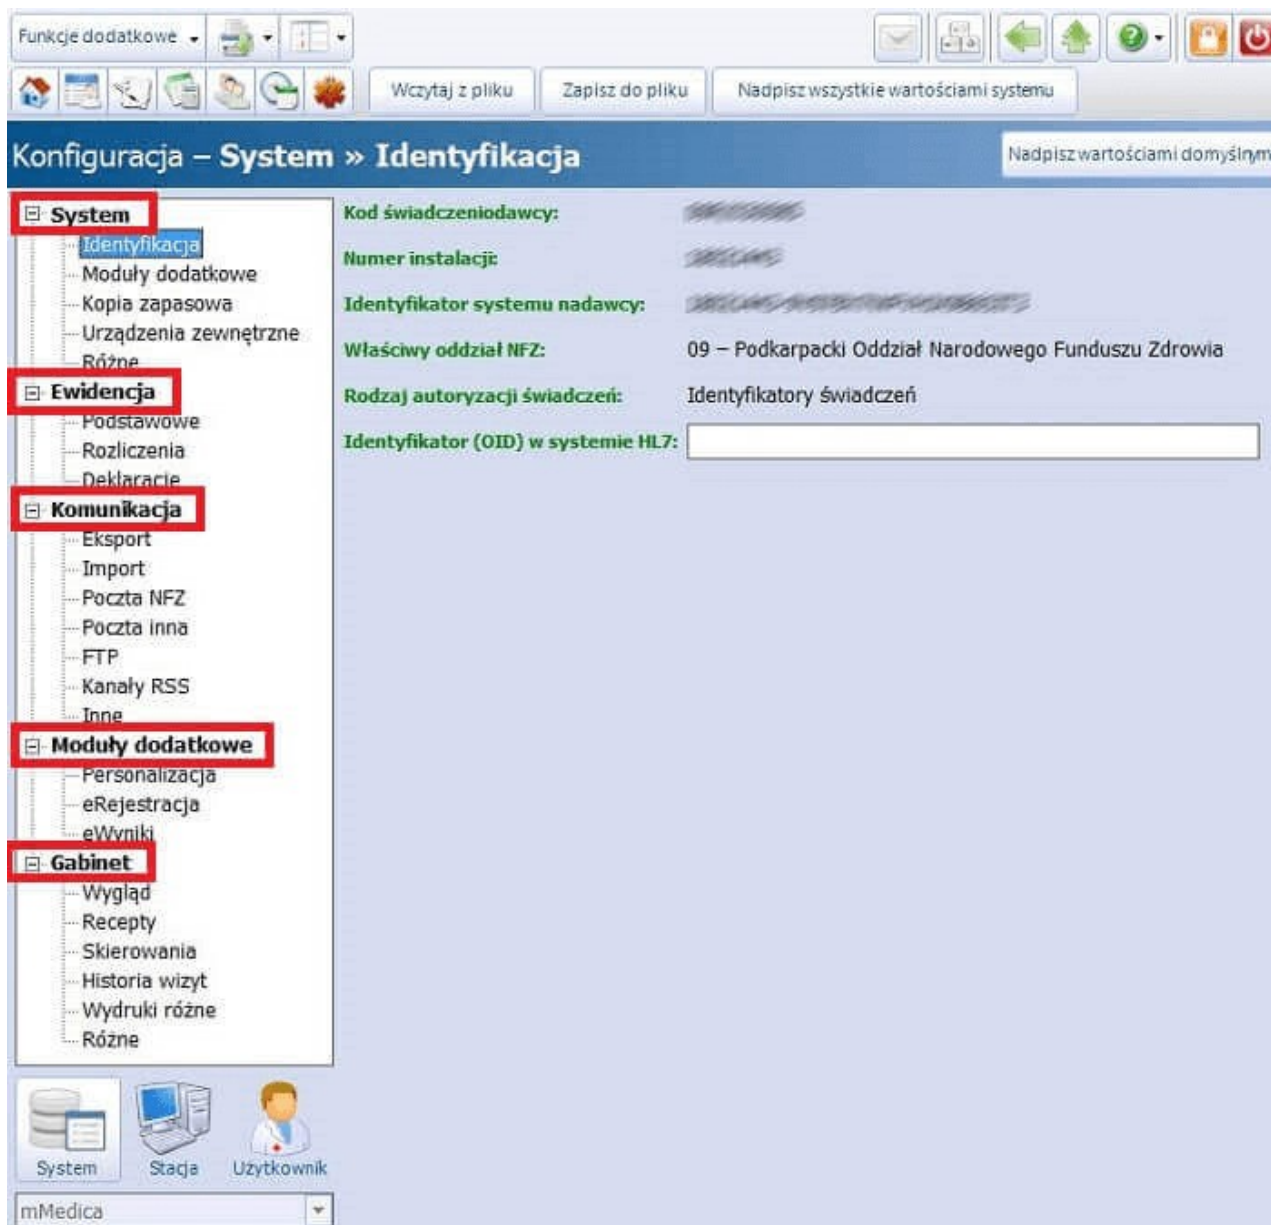 Funkcje dodatkowe
Wczytaj z pliku
Zapisz do pliku
Nadpisz wszystkie wartościami systemu
Konfiguracja – System » Identyfikacja
Nadpisz wartościami domyślnym
System
Identyfikacja
Moduły dodatkowe
Kopia zapasowa
Urządzenia zewnętrzne
Różne
Ewidencja
Podstawowe
Rozliczenia
Deklaracje
Komunikacja
Eksport
Import
Poczta NFZ
Poczta inna
FTP
Kanały RSS
Inne
Moduły dodatkowe
Personalizacja
eRejestracja
eWyniki
Gabinet
Wygląd
Recepty
Skierowania
Historia wizyt
Wydruki różne
Różne
Kod świadczeniodawcy:
Numer instalacji:
Identyfikator systemu nadawcy:
Właściwy oddział NFZ: 09 – Podkarpacki Oddział Narodowego Funduszu Zdrowia
Rodzaj autoryzacji świadczeń: Identyfikatory świadczeń
Identyfikator (OID) w systemie HL7:
System
Stacja
Użytkownik
mMedica